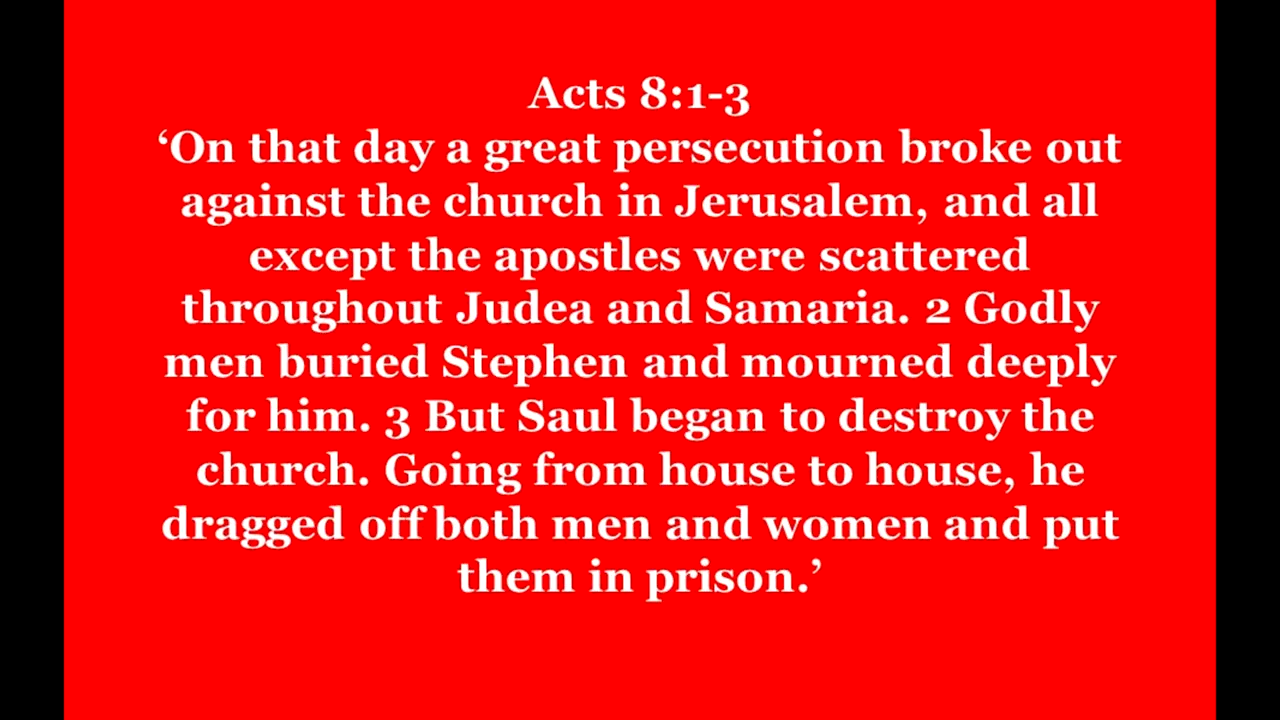 Acts 8:1-3
‘On that day a great persecution broke out
against the church in Jerusalem, and all
except the apostles were scattered
throughout Judea and Samaria. 2 Godly
men buried Stephen and mourned deeply
for him. 3 But Saul began to destroy the
church. Going from house to house, he
dragged off both men and women and put
them in prison.’